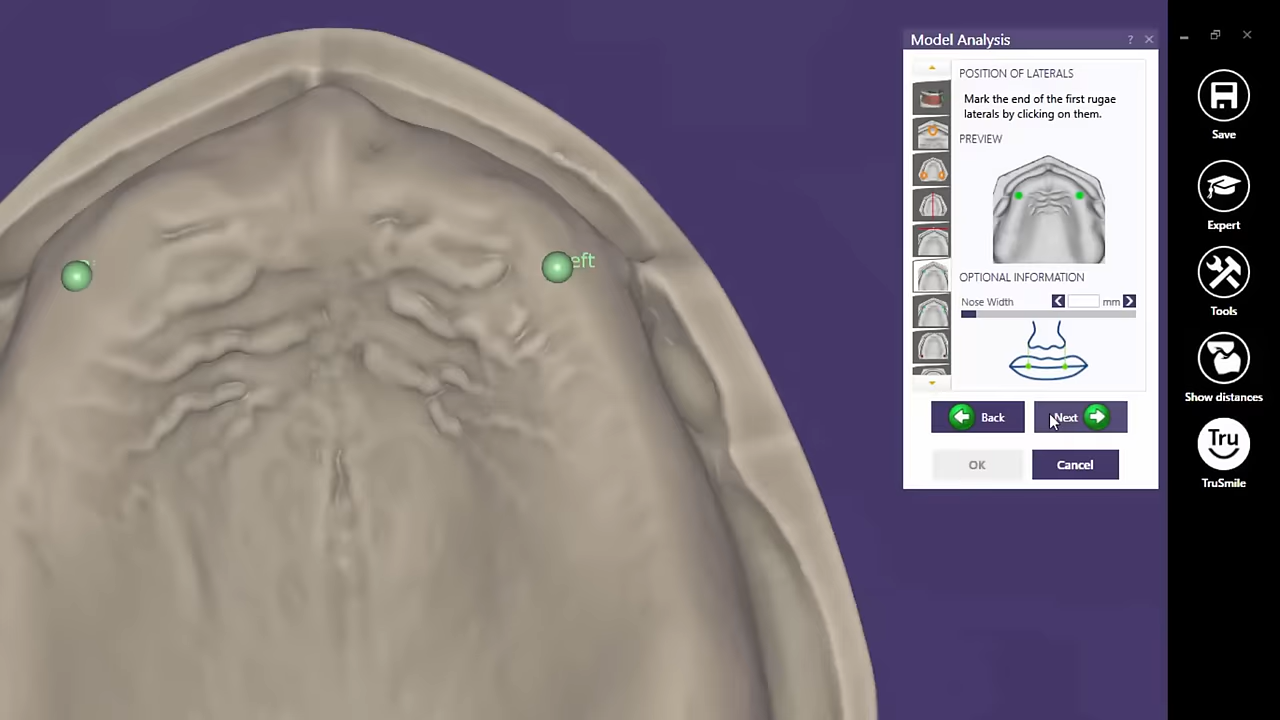 Model Analysis
?
POSITION OF LATERALS
Mark the end of the first rugae
laterals by clicking on them.
PREVIEW
OPTIONAL INFORMATION
Nose Width
mm
Back
Next
OK
Cancel
Save
Expert
Tools
Show distances
Tru
TruSmile
eft